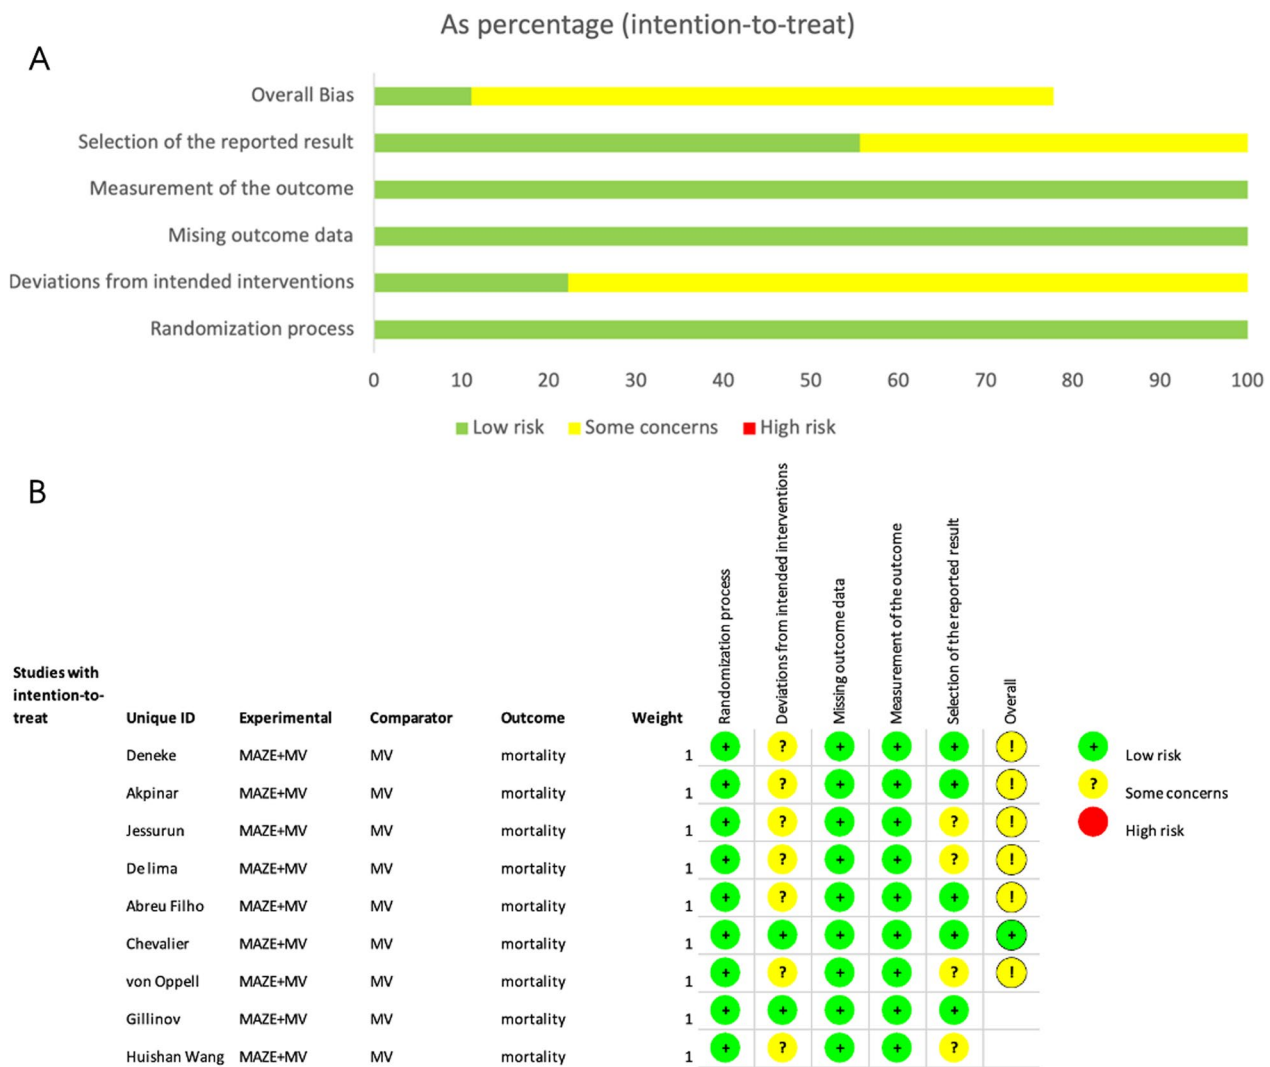 As percentage (intention-to-treat)
A
Overall Bias
Selection of the reported result
Measurement of the outcome
Mising outcome data
Deviations from intended interventions
Randomization process
0 10 20 30 40 50 60 70 80 90 100
Low risk Some concerns High risk
B
Randomization process
Deviations from intended interventions
Missing outcome data
Measurement of the outcome
Selection of the reported result
Overall
Studies with
intention-to-
treat Unique ID Experimental Comparator Outcome Weight
Deneke MAZE+MV MV mortality 1 + ? + + + ! + Low risk
Akpinar MAZE+MV MV mortality 1 + ? + + + ! ? Some concerns
Jessurun MAZE+MV MV mortality 1 + ? + + ? ! High risk
De lima MAZE+MV MV mortality 1 + ? + + ? !
Abreu Filho MAZE+MV MV mortality 1 + ? + + + !
Chevalier MAZE+MV MV mortality 1 + + + + + +
von Oppell MAZE+MV MV mortality 1 + ? + + ? !
Gillinov MAZE+MV MV mortality 1 + + + + +
Huishan Wang MAZE+MV MV mortality 1 + ? + + ?